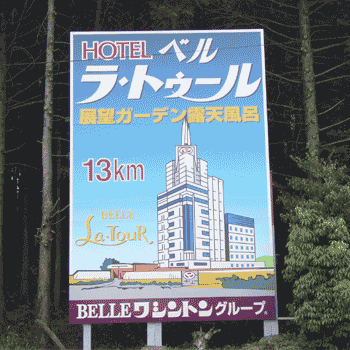 HOTEL ベル
ラ・トゥール
展望ガーデン露天風呂
13km
BELLE
La·TouR
BELLEワシントングループ®